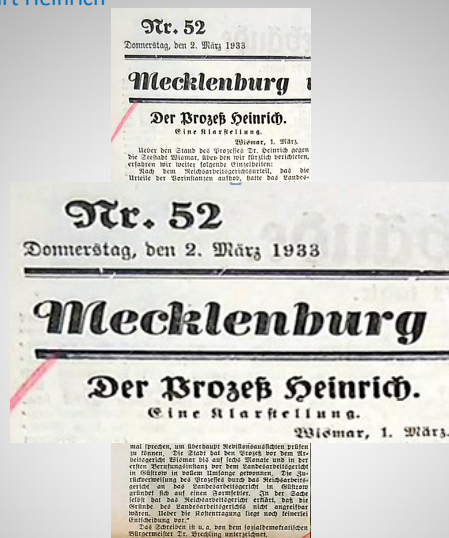 art Heinrich
Nr. 52
Donnerstag, den 2. März 1933
Mecklenburg u
Der Prozeß Heinrich.
Eine Klarstellung.
Wismar, 1. März.
Ueber den Stand des Prozesses Dr. Heinrich gegen
die Seestadt Wismar, über den wir kürzlich berichteten,
erfahren wir weiter folgende Einzelheiten:
Nach dem Reichsarbeitsgerichtsurteil, das die
Urteile der Vorinstanzen aufhob, hatte das Landes-
Nr. 52
Donnerstag, den 2. März 1933
Mecklenburg
Der Prozeß Heinrich.
Eine Klarstellung.
Wismar, 1. März.
mal sprechen, um überhaupt Revisionsaussichten prüfen
zu können. Die Stadt hat den Prozeß vor dem Ar-
beitsgericht Wismar bis auf sechs Monate und in der
ersten Berufungsinstanz vor dem Landesarbeitsgericht
in Güstrow in vollem Umfange gewonnen. Die Zu-
rückverweisung des Prozesses durch das Reichsarbeits-
gericht an das Landesarbeitsgericht in Güstrow
gründet sich auf einen Formfehler. In der Sache
selbst hat das Reichsarbeitsgericht erklärt, daß die
Gründe des Landesarbeitsgerichts nicht angreifbar
wären. Ueber die Kostentragung liegt noch keinerlei
Entscheidung vor."
Das Schreiben ist u. a. von dem sozialdemokratischen
Bürgermeister Dr. Brechling unterzeichnet.